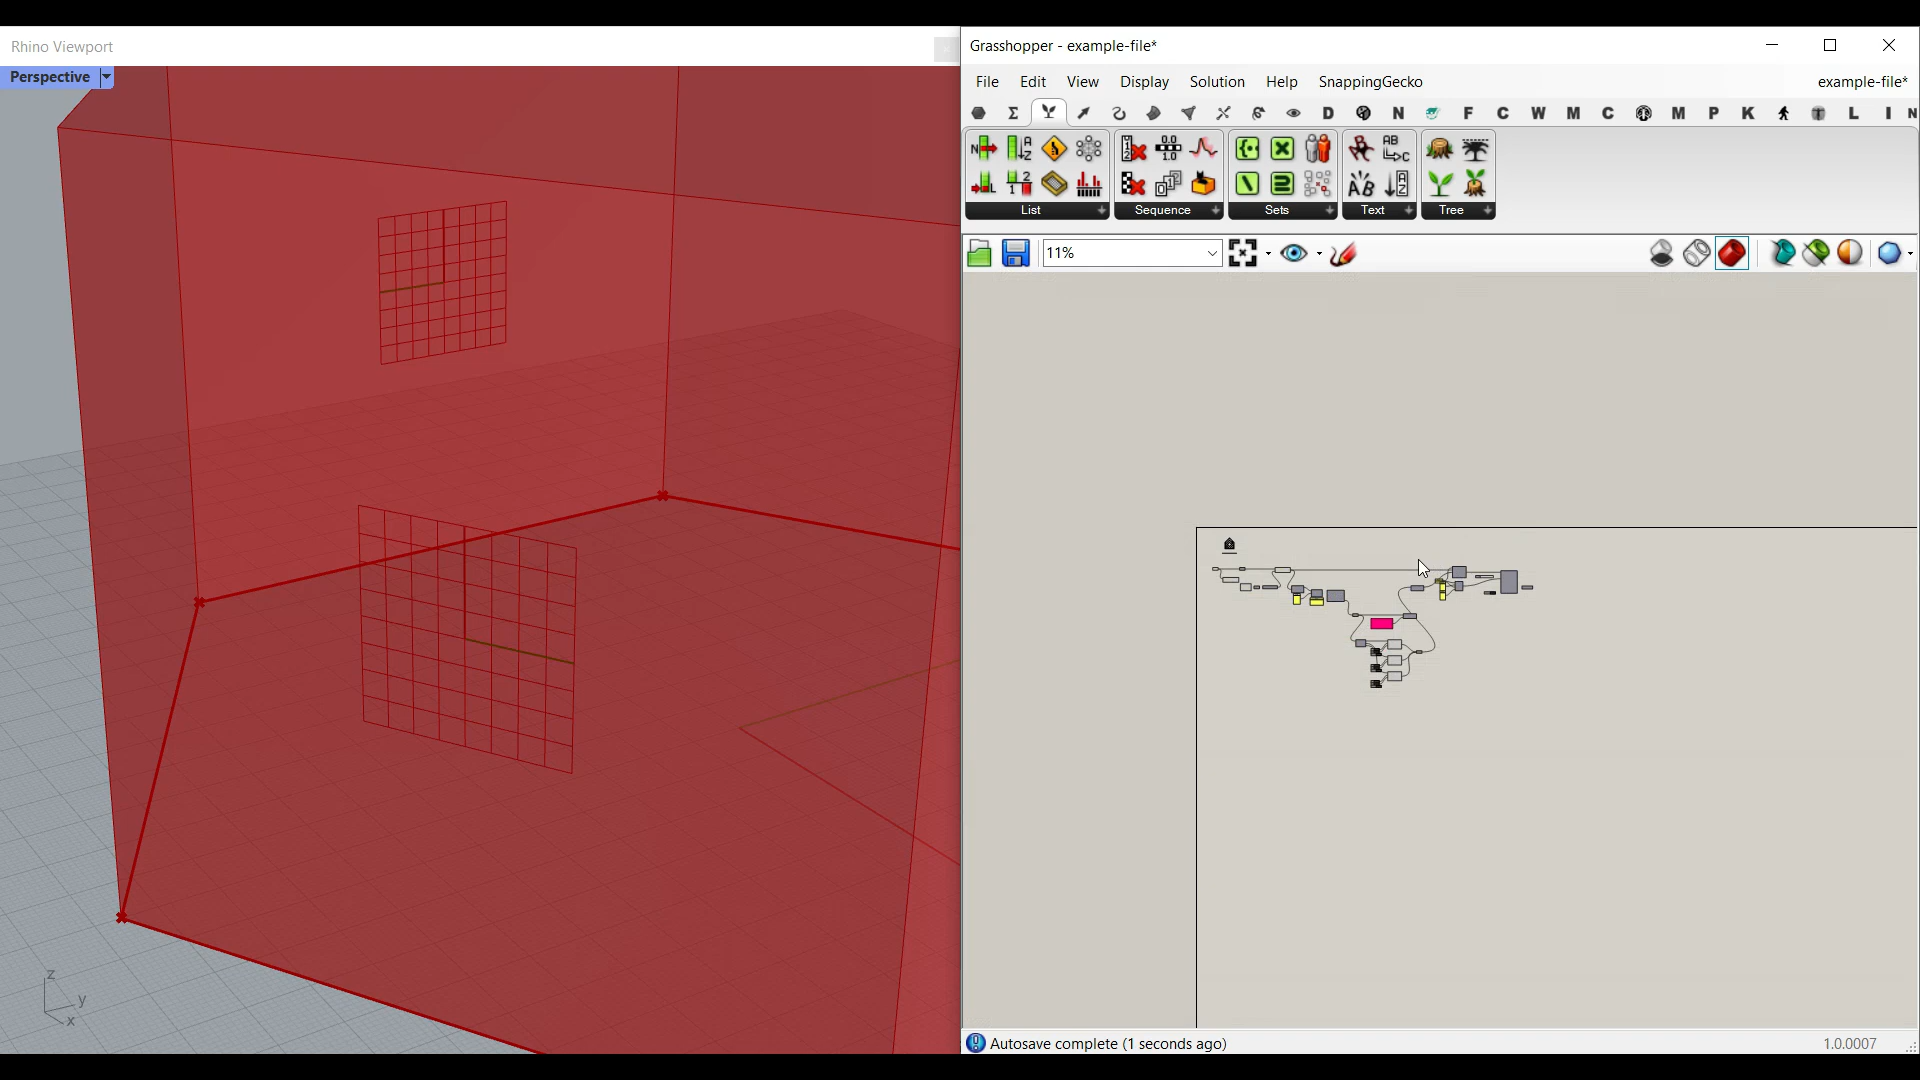 Rhino Viewport
Perspective
z
y
x
Grasshopper - example-file*
File Edit View Display Solution Help SnappingGecko example-file*
D N F C W M C M P K L I N
List Sequence Sets Text Tree
11%
Autosave complete (1 seconds ago)
1.0.0007